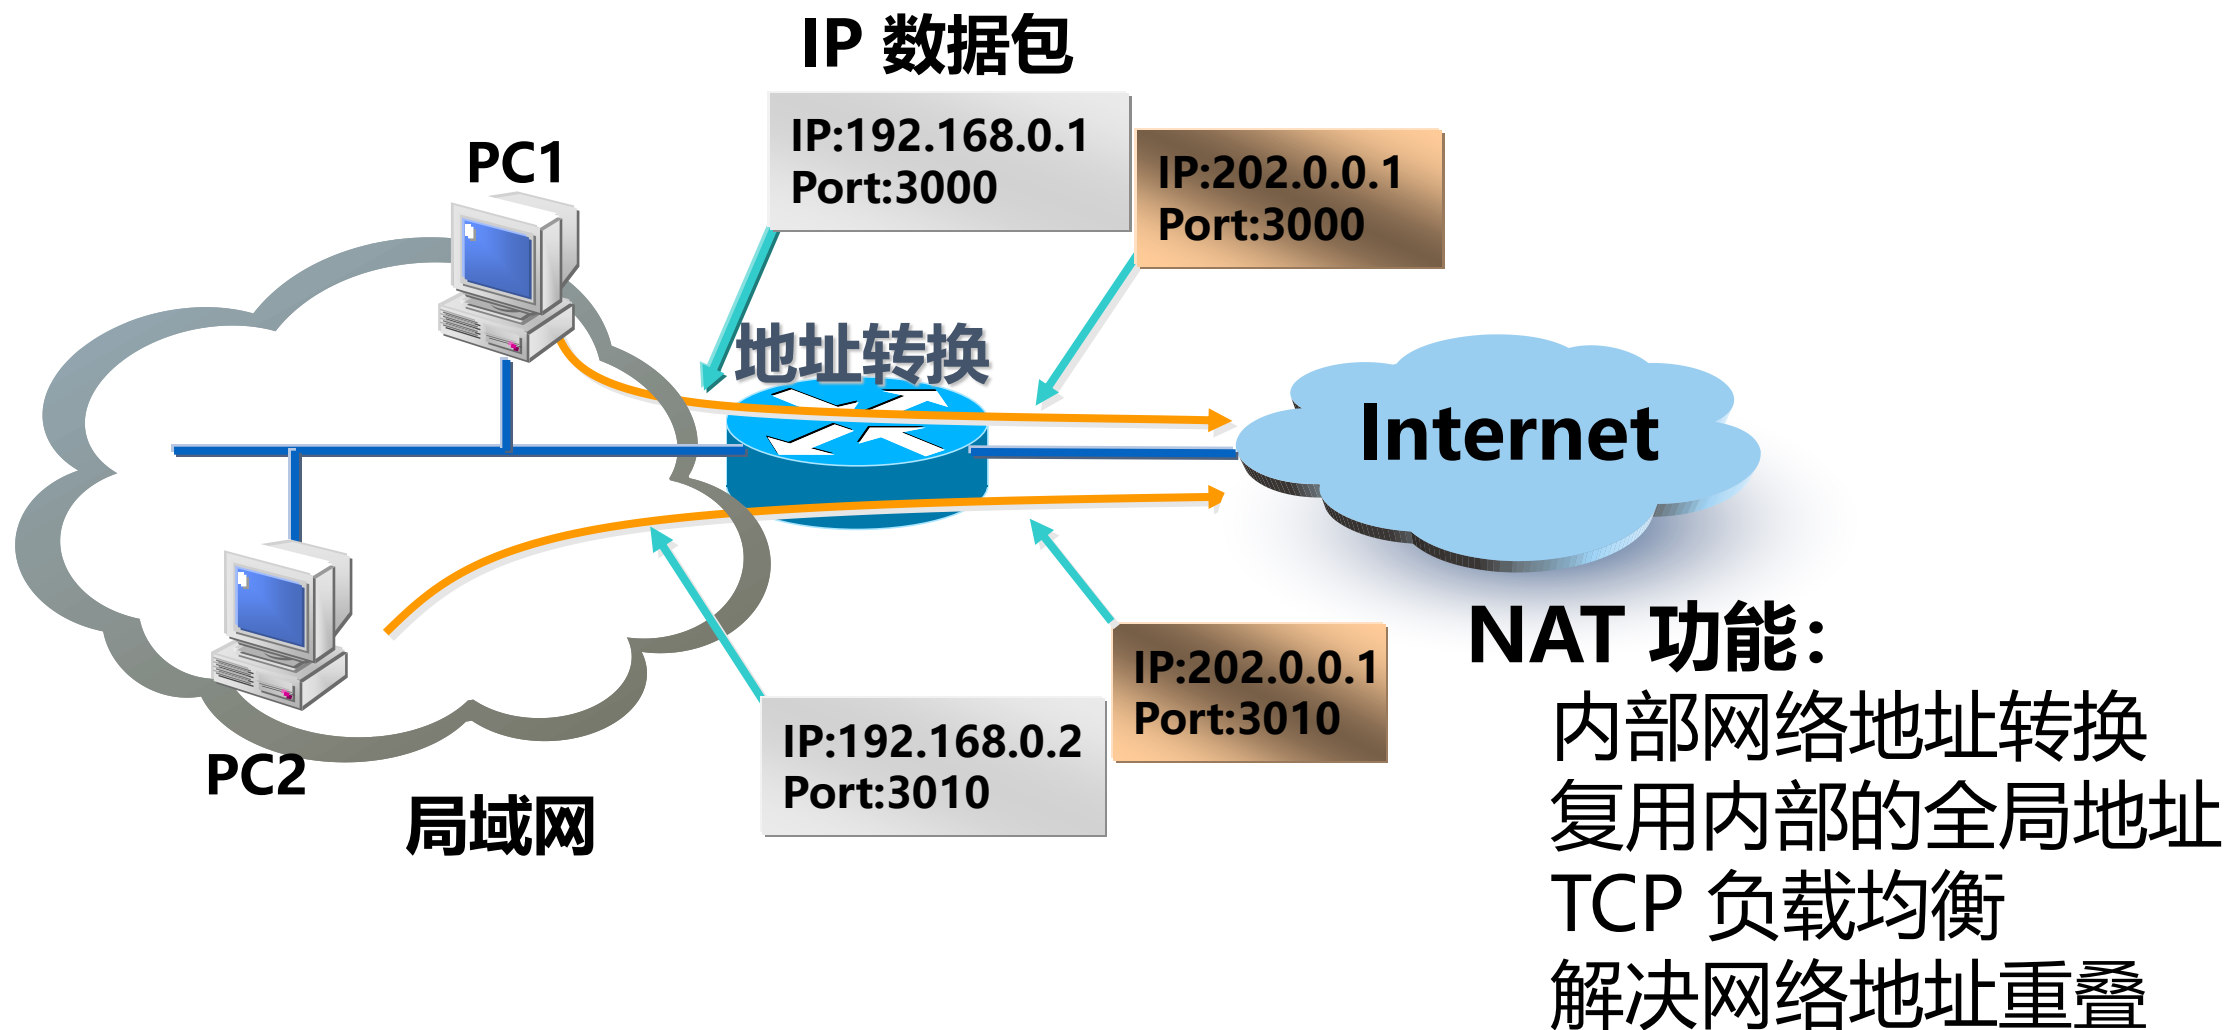 IP 数据包
IP:192.168.0.1
Port:3000
IP:202.0.0.1
Port:3000
PC1
地址转换
Internet
PC2
局域网
IP:192.168.0.2
Port:3010
IP:202.0.0.1
Port:3010
NAT 功能：
内部网络地址转换
复用内部的全局地址
TCP 负载均衡
解决网络地址重叠